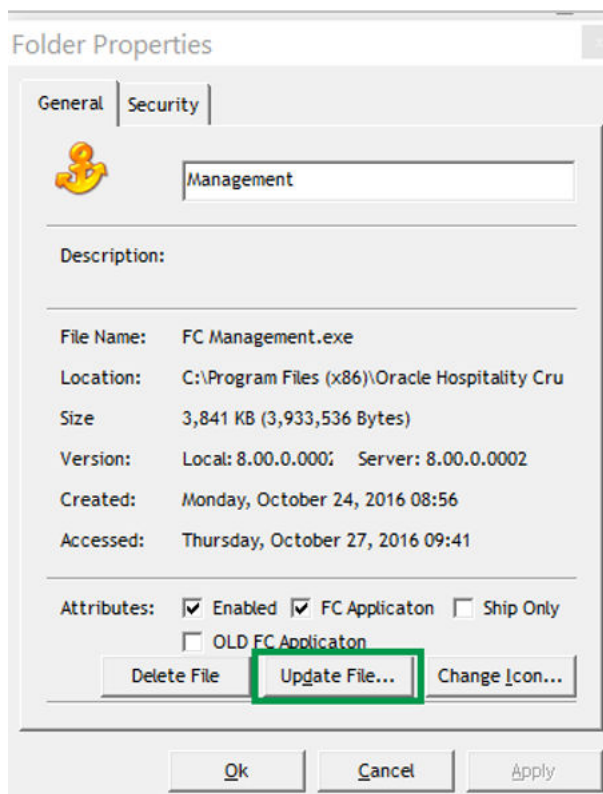 Folder Properties
General Security
Management
Description:
File Name: FC Management.exe
Location: C:\Program Files (x86)\Oracle Hospitality Cru
Size 3,841 KB (3,933,536 Bytes)
Version: Local: 8.00.0.0002 Server: 8.00.0.0002
Created: Monday, October 24, 2016 08:56
Accessed: Thursday, October 27, 2016 09:41
Attributes: Enabled FC Applicaton Ship Only
OLD FC Applicaton
Delete File Update File... Change Icon...
Ok Cancel Apply